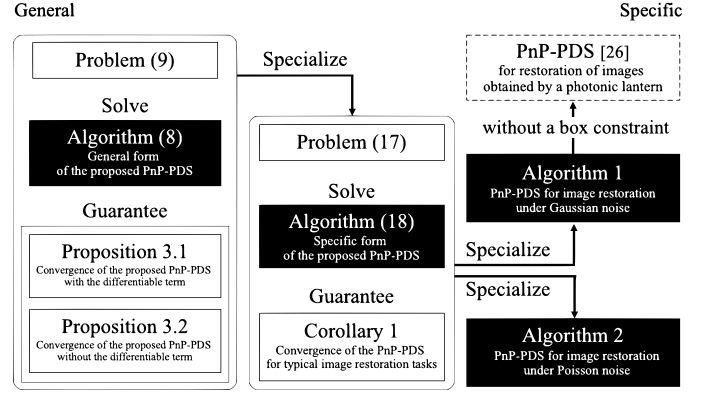 General
Specific
Problem (9)
Solve
Algorithm (8)
General form
of the proposed PnP-PDS
Guarantee
Proposition 3.1
Convergence of the proposed PnP-PDS
with the differentiable term
Proposition 3.2
Convergence of the proposed PnP-PDS
without the differentiable term
Specialize
Problem (17)
Solve
Algorithm (18)
Specific form
of the proposed PnP-PDS
Guarantee
Corollary 1
Convergence of the PnP-PDS
for typical image restoration tasks
PnP-PDS [26]
for restoration of images
obtained by a photonic lantern
without a box constraint
Algorithm 1
PnP-PDS for image restoration
under Gaussian noise
Specialize
Specialize
Algorithm 2
PnP-PDS for image restoration
under Poisson noise